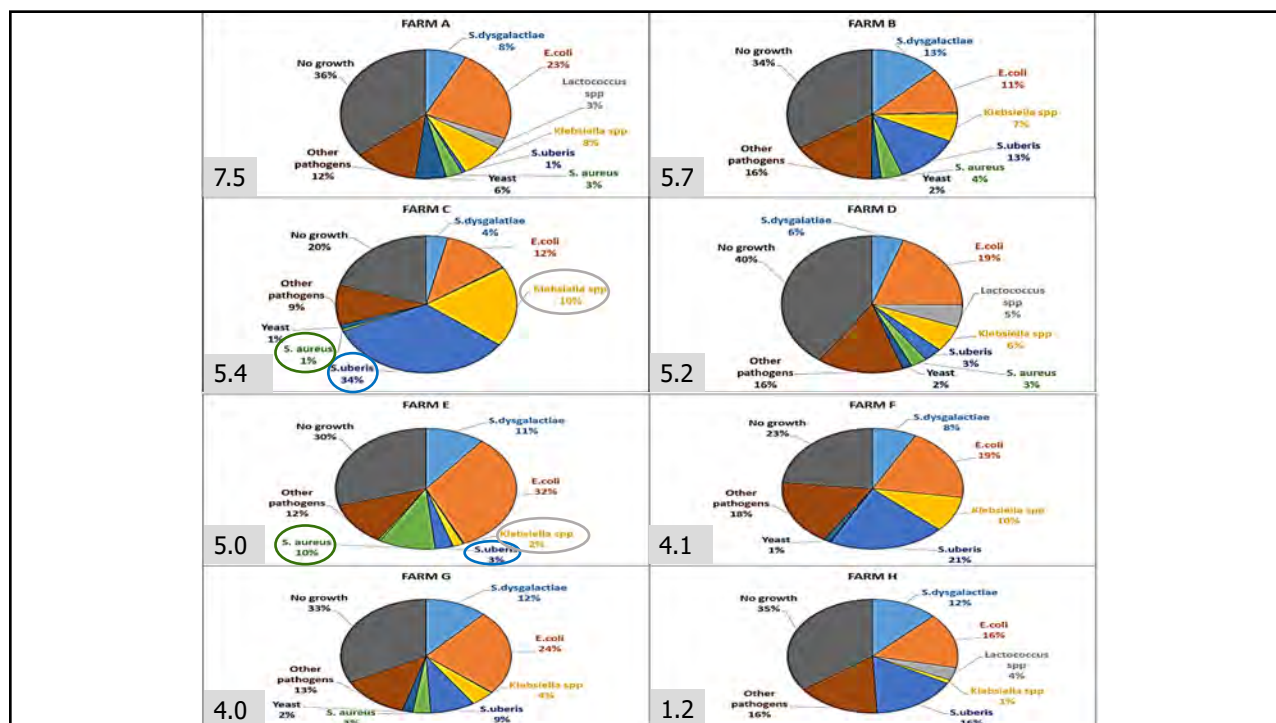 FARM A
S.dysgalactiae
8%
E.coli
23%
Lactococcus
spp
3%
Klebsiella spp
8%
S.uberis
1%
S. aureus
3%
Yeast
6%
Other
pathogens
12%
No growth
36%
7.5
FARM B
S.dysgalactiae
13%
E.coli
11%
Klebsiella spp
7%
S.uberis
13%
S. aureus
4%
Yeast
2%
Other
pathogens
16%
No growth
34%
5.7
FARM C
S.dysgalatiae
4%
E.coli
12%
Klebsiella spp
10%
S.uberis
34%
S. aureus
1%
Yeast
1%
Other
pathogens
9%
No growth
20%
5.4
FARM D
S.dysgalatiae
6%
E.coli
19%
Lactococcus
spp
5%
Klebsiella spp
6%
S.uberis
3%
S. aureus
3%
Yeast
2%
Other
pathogens
16%
No growth
40%
5.2
FARM E
S.dysgalactiae
11%
E.coli
32%
Klebsiella spp
2%
S.uberis
3%
S. aureus
10%
Other
pathogens
12%
No growth
30%
5.0
FARM F
S.dysgalactiae
8%
E.coli
19%
Klebsiella spp
10%
S.uberis
21%
Yeast
1%
Other
pathogens
18%
No growth
23%
4.1
FARM G
S.dysgalactiae
12%
E.coli
24%
Klebsiella spp
4%
S.uberis
9%
S. aureus
Yeast
2%
Other
pathogens
13%
No growth
33%
4.0
FARM H
S.dysgalactiae
12%
E.coli
16%
Lactococcus
spp
4%
Klebsiella spp
1%
S.uberis
16%
Other
pathogens
16%
No growth
35%
1.2